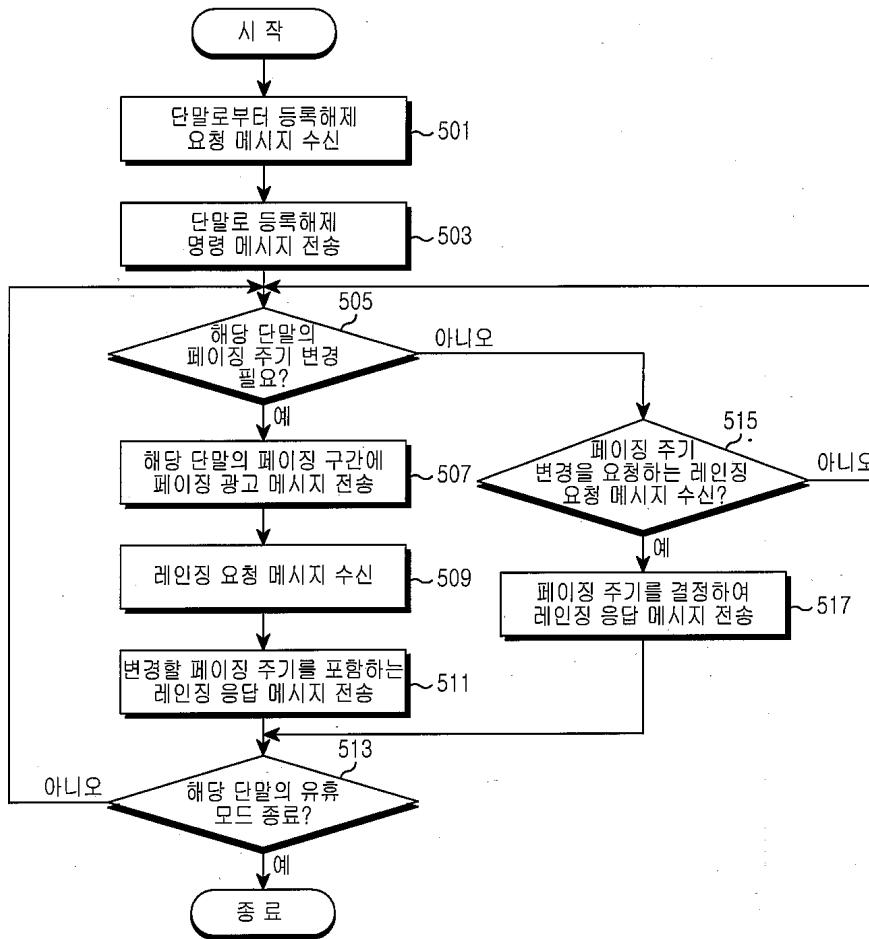 시 작
단말로부터 등록해제
요청 메시지 수신
501
단말로 등록해제
명령 메시지 전송
503
505
해당 단말의
페이징 주기 변경
필요?
아니오
예
해당 단말의 페이징 구간에
페이징 광고 메시지 전송
507
515
페이징 주기
변경을 요청하는 레인징
요청 메시지 수신?
아니오
예
레인징 요청 메시지 수신
509
페이징 주기를 결정하여
레인징 응답 메시지 전송
517
변경할 페이징 주기를 포함하는
레인징 응답 메시지 전송
511
513
아니오
해당 단말의 유휴
모드 종료?
예
종 료